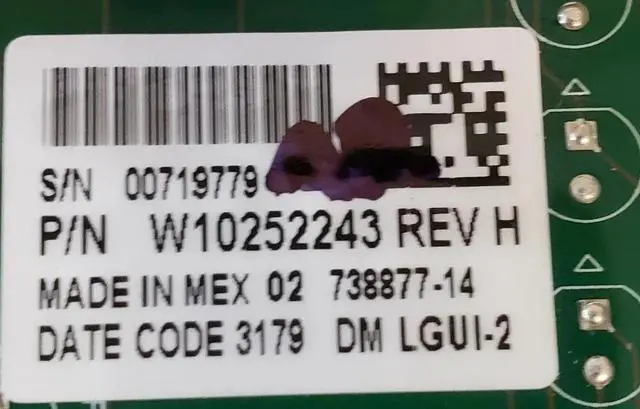 S/N 00719779
P/N W10252243 REV H
MADE IN MEX 02 738877-14
DATE CODE 3179 DM LGUI-2